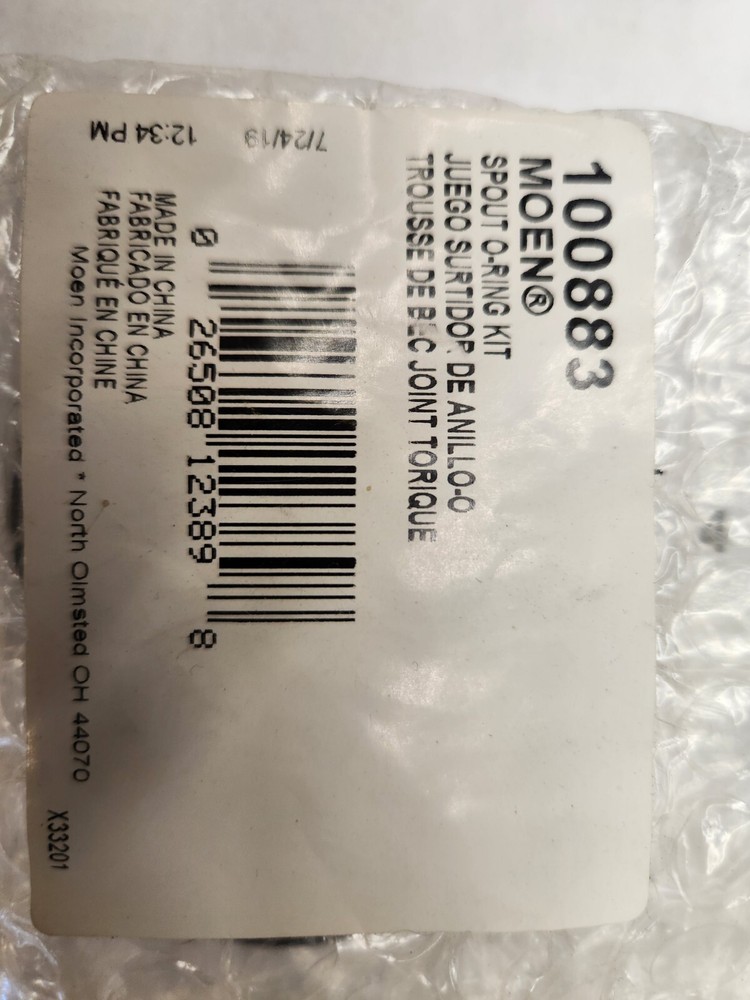 100883
MOEN®
SPOUT O-RING KIT
JUEGO SURTIDOR DE ANILLO-O
TROUSSE DE BEC JOINT TORIQUE
7/24/19 12:34 PM
0 26508 12389 8
MADE IN CHINA
FABRICADO EN CHINA
FABRIQUÉ EN CHINE
Moen Incorporated * North Olmsted OH 44070
X33201